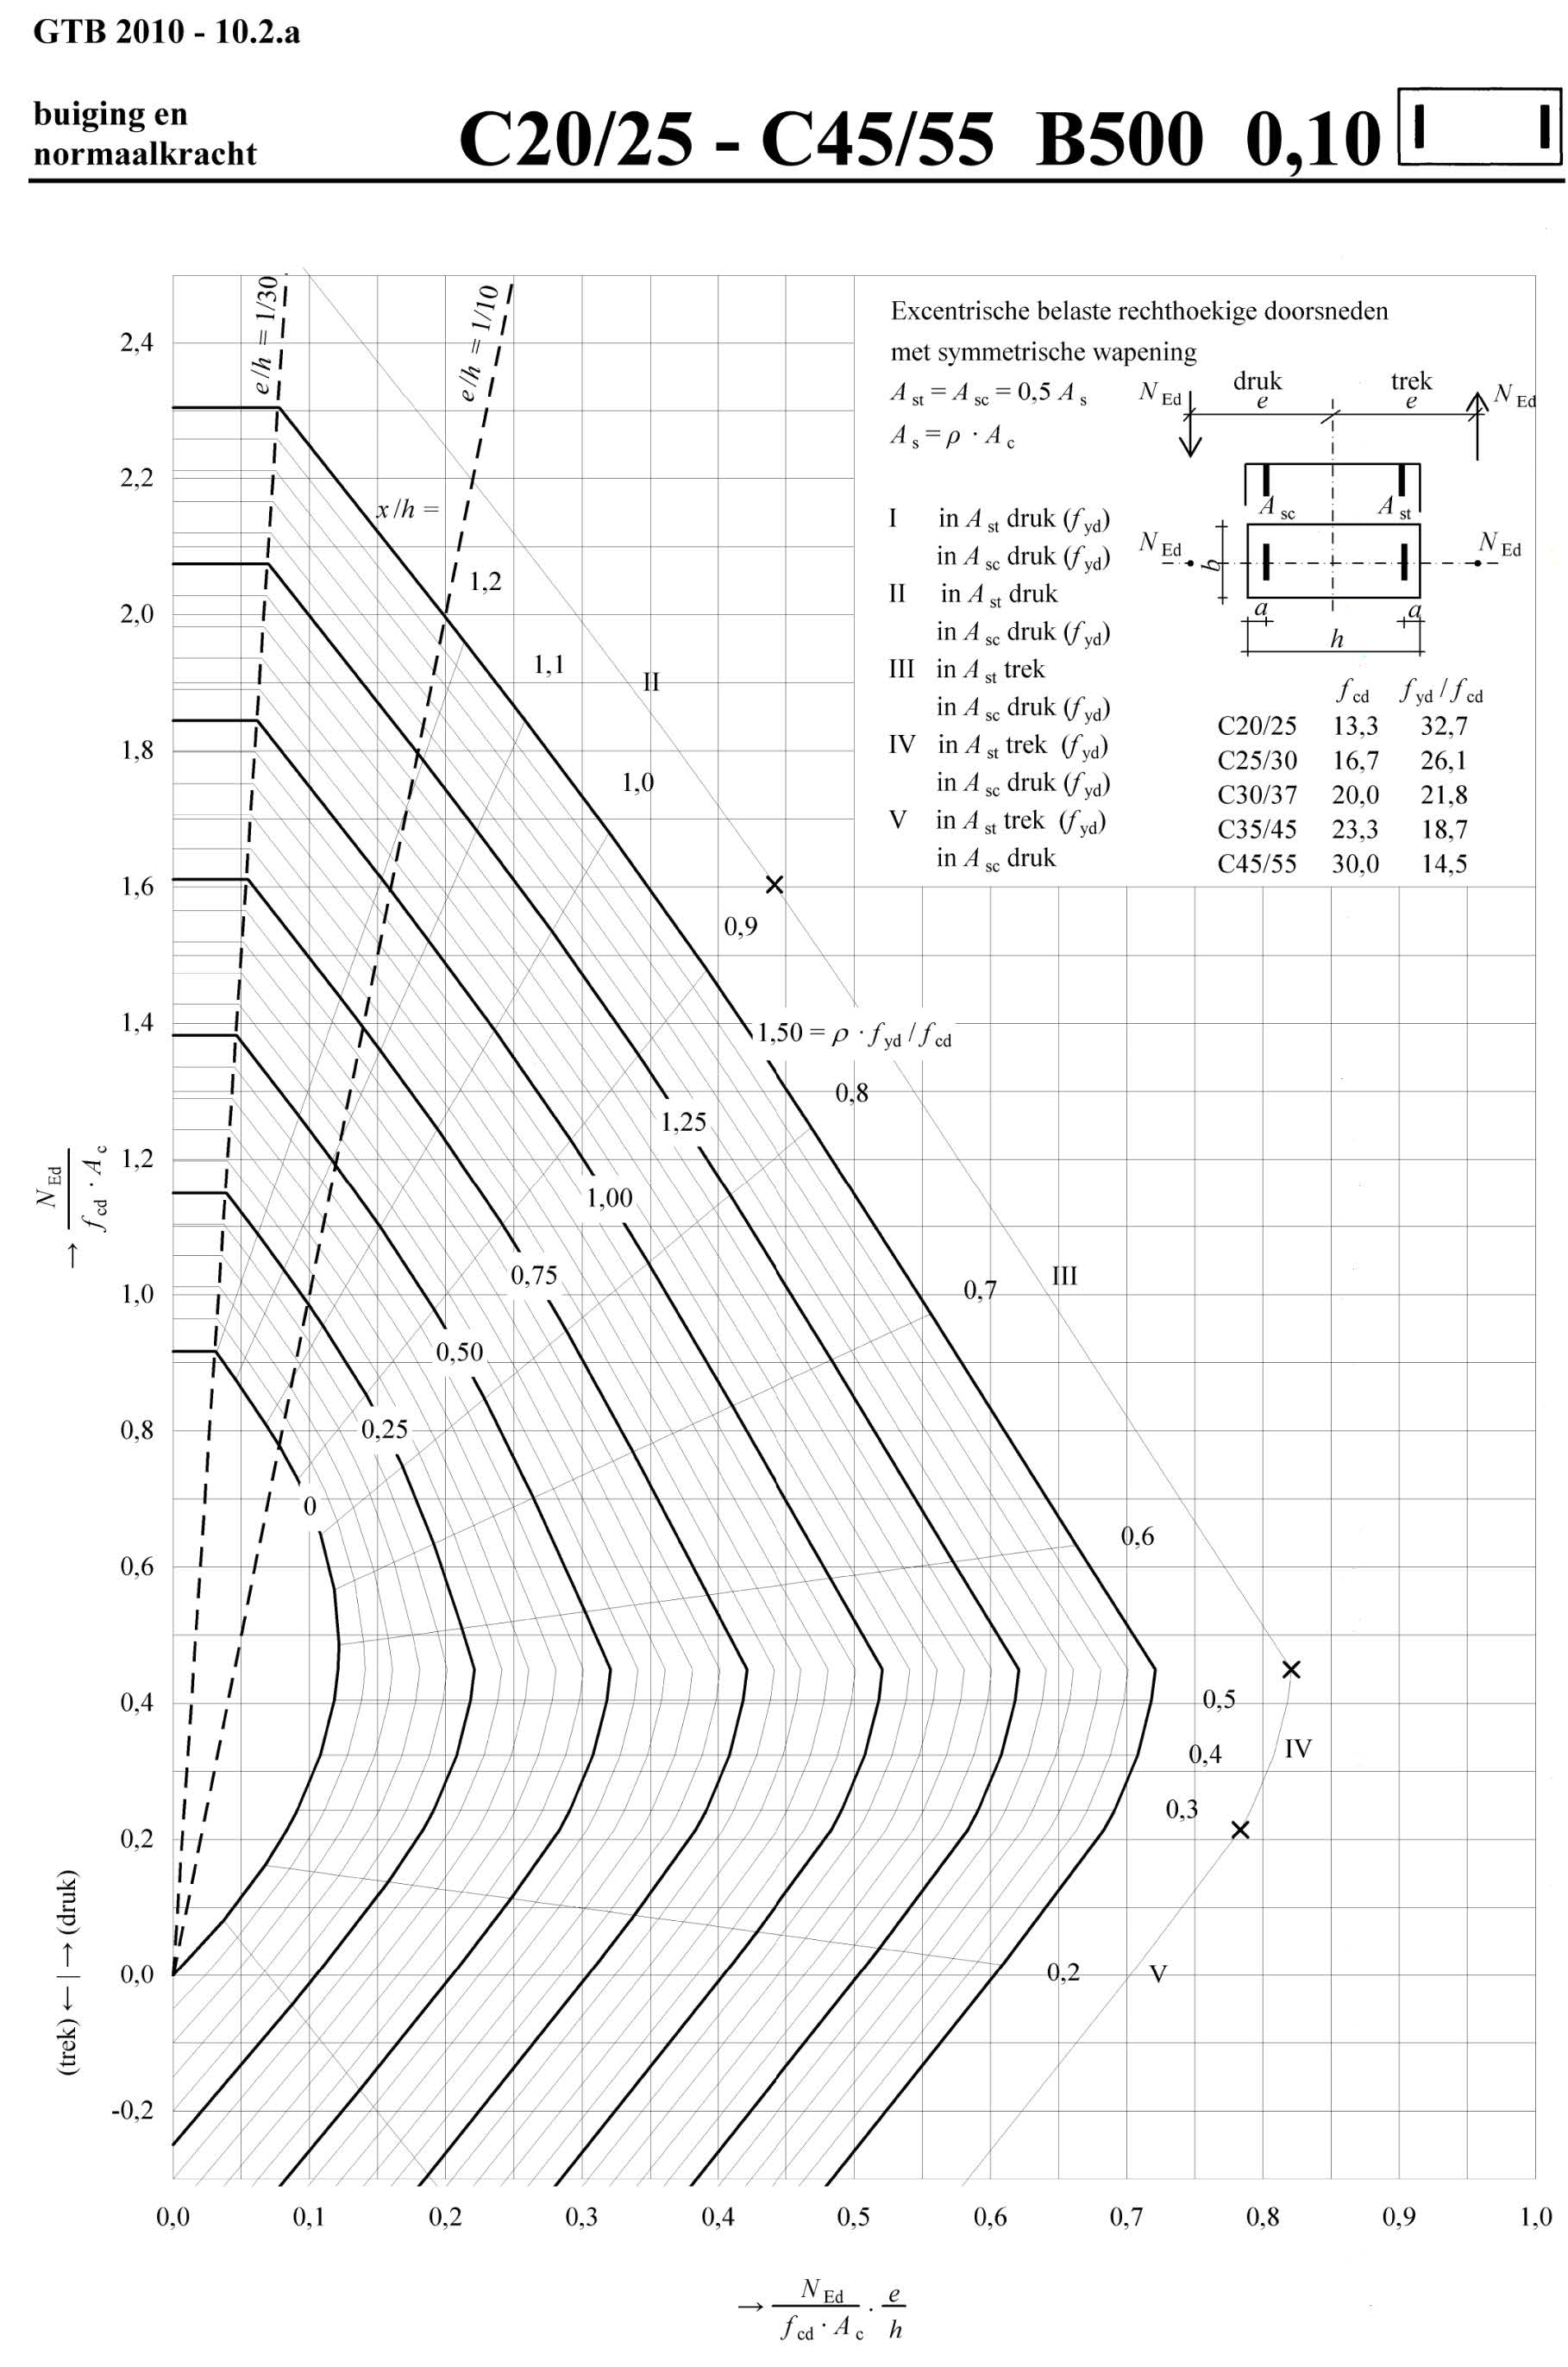 GTB 2010 - 10.2.a
buiging en
normaalkracht
C20/25 - C45/55 B500 0,10
Excentrische belaste rechthoekige doorsneden
met symmetrische wapening
A st = A sc = 0,5 A s
A s = ρ · A c
N Ed
druk
e
trek
e
N Ed
A sc
A st
N Ed
N Ed
b
a
a
h
I in A st druk (f yd)
in A sc druk (f yd)
II in A st druk
in A sc druk (f yd)
III in A st trek
in A sc druk (f yd)
IV in A st trek (f yd)
in A sc druk (f yd)
V in A st trek (f yd)
in A sc druk
f cd f yd / f cd
C20/25 13,3 32,7
C25/30 16,7 26,1
C30/37 20,0 21,8
C35/45 23,3 18,7
C45/55 30,0 14,5
e/h = 1/30
e/h = 1/10
x/h =
1,2
1,1
II
1,0
0,9
1,50 = ρ · f yd / f cd
0,8
1,25
1,00
0,75
0,7
III
0,50
0,25
0
0,6
0,5
0,4
IV
0,3
0,2
V
2,4
2,2
2,0
1,8
1,6
1,4
1,2
1,0
0,8
0,6
0,4
0,2
0,0
-0,2
→ N Ed / f cd · A c
(trek) ← | → (druk)
0,0 0,1 0,2 0,3 0,4 0,5 0,6 0,7 0,8 0,9 1,0
→ N Ed / f cd · A c · e / h